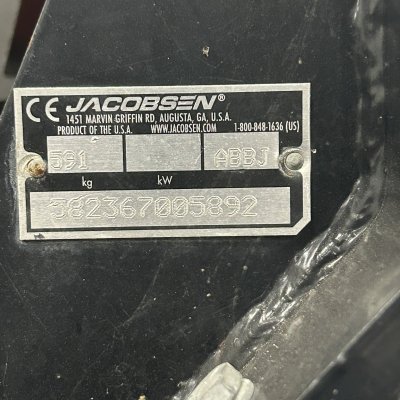 CE JACOBSEN®
1451 MARVIN GRIFFIN RD, AUGUSTA, GA, U.S.A.
PRODUCT OF THE U.S.A. WWW.JACOBSEN.COM 1-800-848-1636 (US)
591 ABBJ
kg kW
382367005892